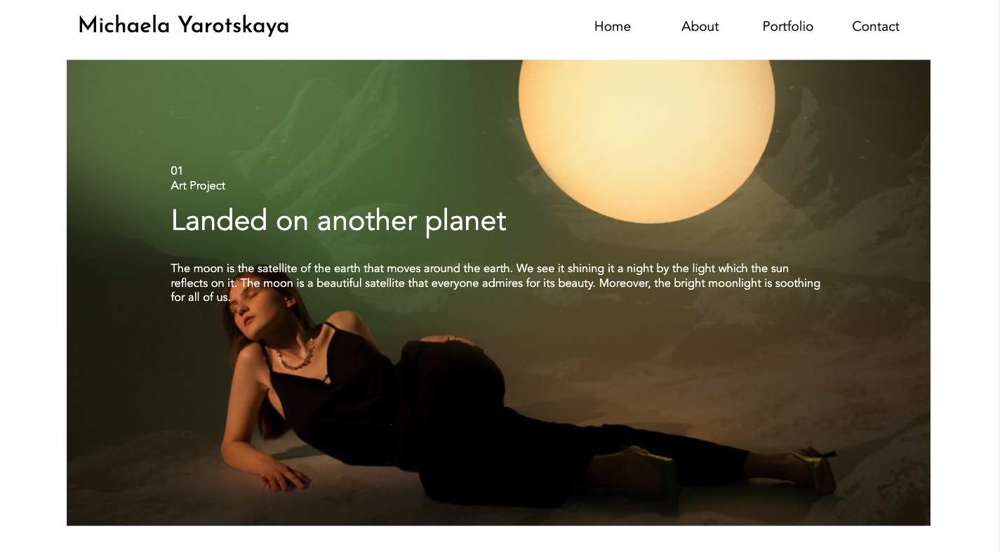 Michaela Yarotskaya
Home About Portfolio Contact
01
Art Project
Landed on another planet
The moon is the satellite of the earth that moves around the earth. We see it shining it a night by the light which the sun
reflects on it. The moon is a beautiful satellite that everyone admires for its beauty. Moreover, the bright moonlight is soothing
for all of us.